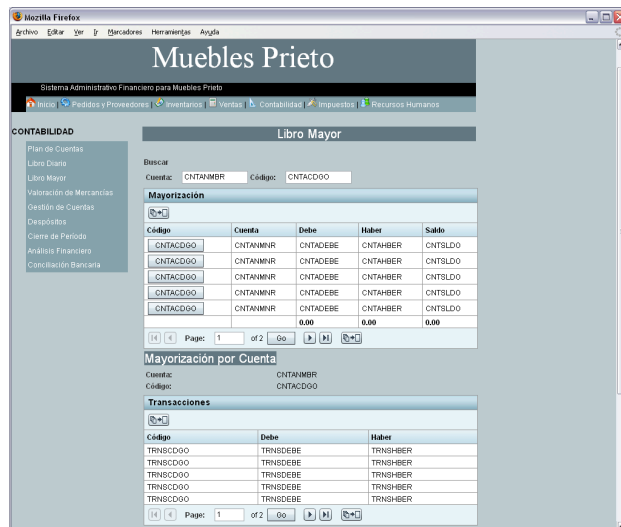 Mozilla Firefox
Archivo Editar Ver Ir Marcadores Herramientas Ayuda
Muebles Prieto
Sistema Administrativo Financiero para Muebles Prieto
Inicio | Pedidos y Proveedores | Inventarios | Ventas | Contabilidad | Impuestos | Recursos Humanos
CONTABILIDAD
Plan de Cuentas
Libro Diario
Libro Mayor
Valoración de Mercancías
Gestión de Cuentas
Despósitos
Cierre de Período
Análisis Financiero
Conciliación Bancaria
Libro Mayor
Buscar
Cuenta: CNTANMBR Código: CNTACDGO
Mayorización
Código Cuenta Debe Haber Saldo
CNTACDGO CNTANMNR CNTADEBE CNTAHBER CNTSLDO
CNTACDGO CNTANMNR CNTADEBE CNTAHBER CNTSLDO
CNTACDGO CNTANMNR CNTADEBE CNTAHBER CNTSLDO
CNTACDGO CNTANMNR CNTADEBE CNTAHBER CNTSLDO
CNTACDGO CNTANMNR CNTADEBE CNTAHBER CNTSLDO
0.00 0.00 0.00
Page: 1 of 2 Go
Mayorización por Cuenta
Cuenta: CNTANMBR
Código: CNTACDGO
Transacciones
Código Debe Haber
TRNSCDGO TRNSDEBE TRNSHBER
TRNSCDGO TRNSDEBE TRNSHBER
TRNSCDGO TRNSDEBE TRNSHBER
TRNSCDGO TRNSDEBE TRNSHBER
TRNSCDGO TRNSDEBE TRNSHBER
Page: 1 of 2 Go